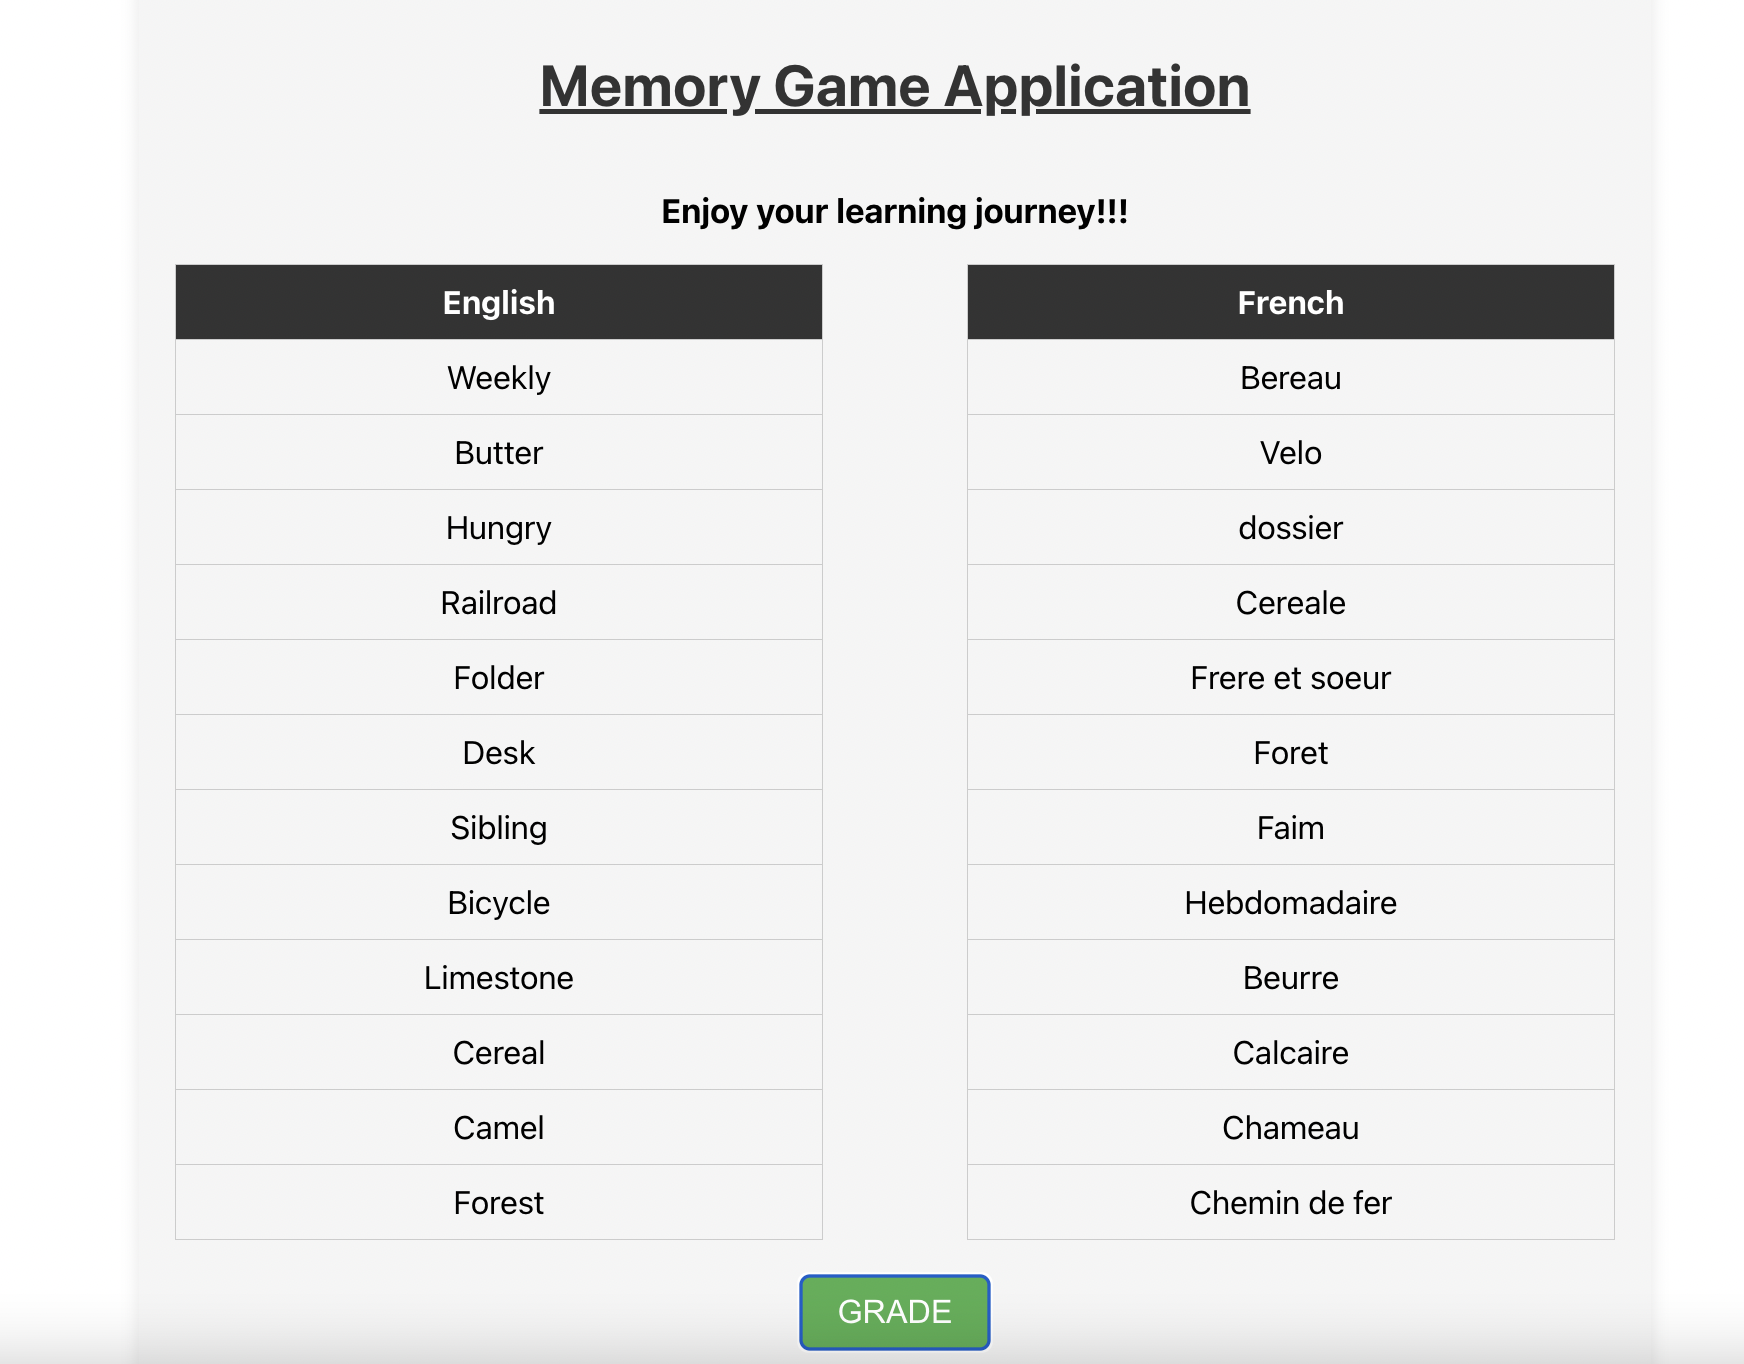 Memory Game Application
Enjoy your learning journey!!!
English French
Weekly Bereau
Butter Velo
Hungry dossier
Railroad Cereale
Folder Frere et soeur
Desk Foret
Sibling Faim
Bicycle Hebdomadaire
Limestone Beurre
Cereal Calcaire
Camel Chameau
Forest Chemin de fer
GRADE